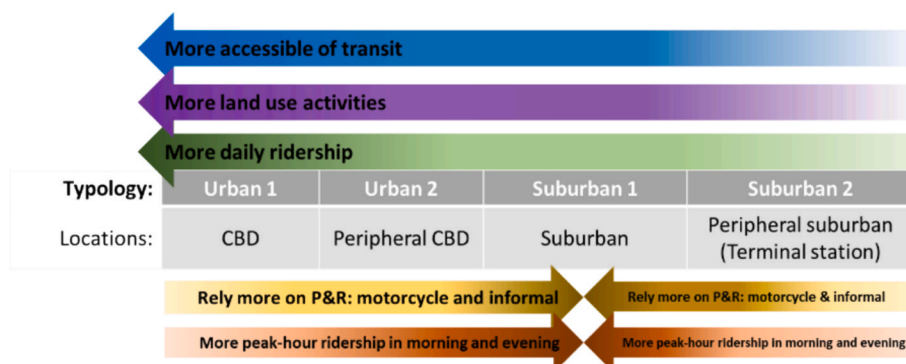 More accessible of transit
More land use activities
More daily ridership
Typology: Urban 1 Urban 2 Suburban 1 Suburban 2
Locations: CBD Peripheral CBD Suburban Peripheral suburban
(Terminal station)
Rely more on P&R: motorcycle and informal Rely more on P&R: motorcycle & informal
More peak-hour ridership in morning and evening More peak-hour ridership in morning and evening